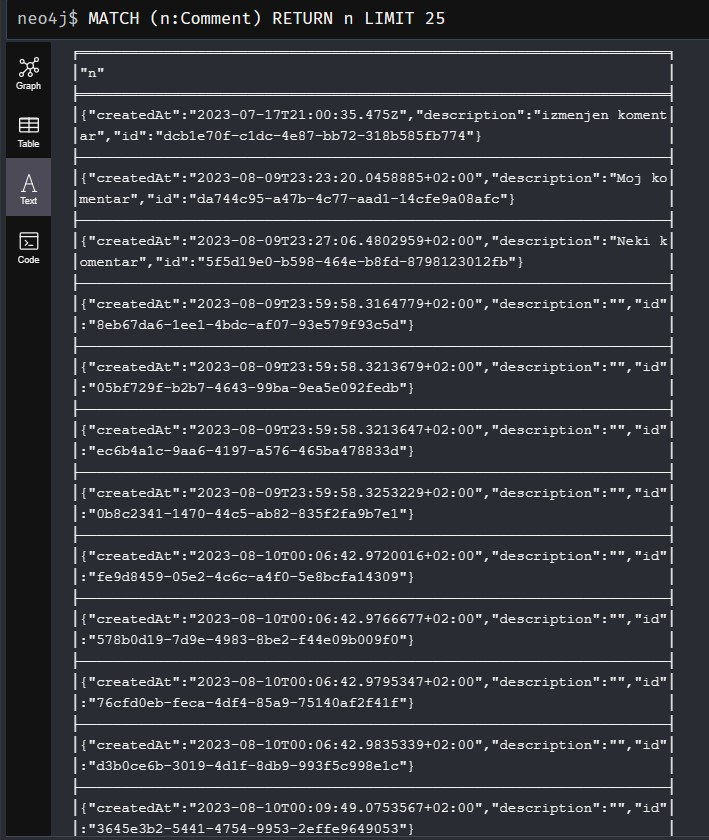 neo4j$ MATCH (n:Comment) RETURN n LIMIT 25
Graph
Table
Text
Code
"n"
{"createdAt":"2023-07-17T21:00:35.475Z","description":"izmenjen koment
ar","id":"dcb1e70f-c1dc-4e87-bb72-318b585fb774"}
{"createdAt":"2023-08-09T23:23:20.0458885+02:00","description":"Moj ko
mentar","id":"da744c95-a47b-4c77-aad1-14cfe9a08afc"}
{"createdAt":"2023-08-09T23:27:06.4802959+02:00","description":"Neki k
omentar","id":"5f5d19e0-b598-464e-b8fd-8798123012fb"}
{"createdAt":"2023-08-09T23:59:58.3164779+02:00","description":"","id"
:"8eb67da6-1ee1-4bdc-af07-93e579f93c5d"}
{"createdAt":"2023-08-09T23:59:58.3213679+02:00","description":"","id"
:"05bf729f-b2b7-4643-99ba-9ea5e092fedb"}
{"createdAt":"2023-08-09T23:59:58.3213647+02:00","description":"","id"
:"ec6b4a1c-9aa6-4197-a576-465ba478833d"}
{"createdAt":"2023-08-09T23:59:58.3253229+02:00","description":"","id"
:"0b8c2341-1470-44c5-ab82-835f2fa9b7e1"}
{"createdAt":"2023-08-10T00:06:42.9720016+02:00","description":"","id"
:"fe9d8459-05e2-4c6c-a4f0-5e8bcfa14309"}
{"createdAt":"2023-08-10T00:06:42.9766677+02:00","description":"","id"
:"578b0d19-7d9e-4983-8be2-f44e09b009f0"}
{"createdAt":"2023-08-10T00:06:42.9795347+02:00","description":"","id"
:"76cfd0eb-feca-4df4-85a9-75140af2f41f"}
{"createdAt":"2023-08-10T00:06:42.9835339+02:00","description":"","id"
:"d3b0ce6b-3019-4d1f-8db9-993f5c998e1c"}
{"createdAt":"2023-08-10T00:09:49.0753567+02:00","description":"","id"
:"3645e3b2-5441-4754-9953-2effe9649053"}